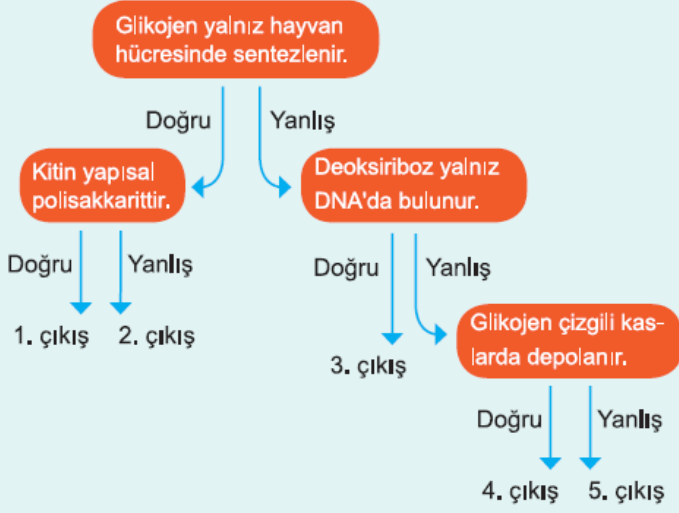 Glikojen yalnız hayvan
hücresinde sentezlenir.
Doğru
Yanlış
Kitin yapısal
polisakkarittir.
Deoksiriboz yalnız
DNA'da bulunur.
Doğru
Yanlış
Doğru
Yanlış
1. çıkış
2. çıkış
3. çıkış
Glikojen çizgili kas-
larda depolanır.
Doğru
Yanlış
4. çıkış
5. çıkış